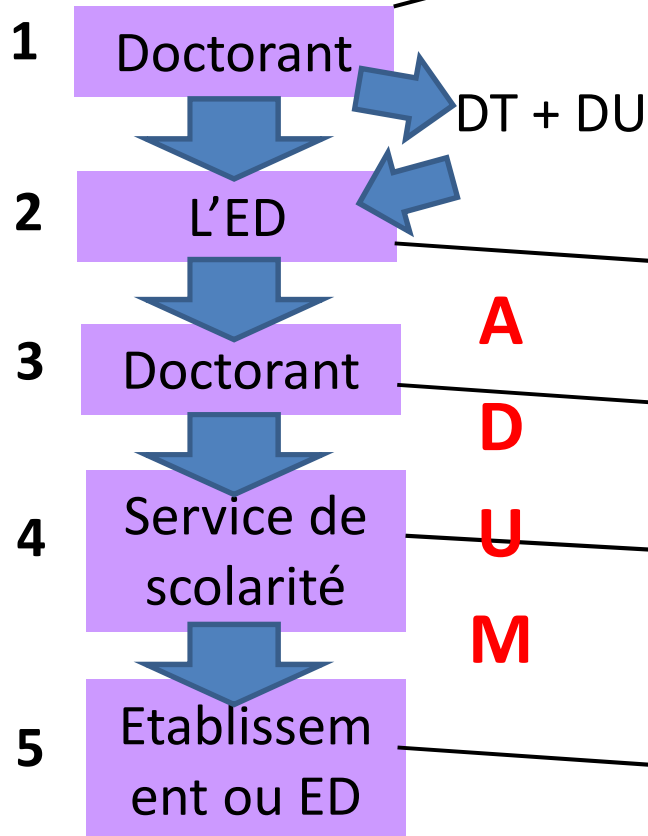 1
Doctorant
DT + DU
2
L'ED
A
3
Doctorant
D
4
Service de
scolarité
U
M
5
Etablissem
ent ou ED